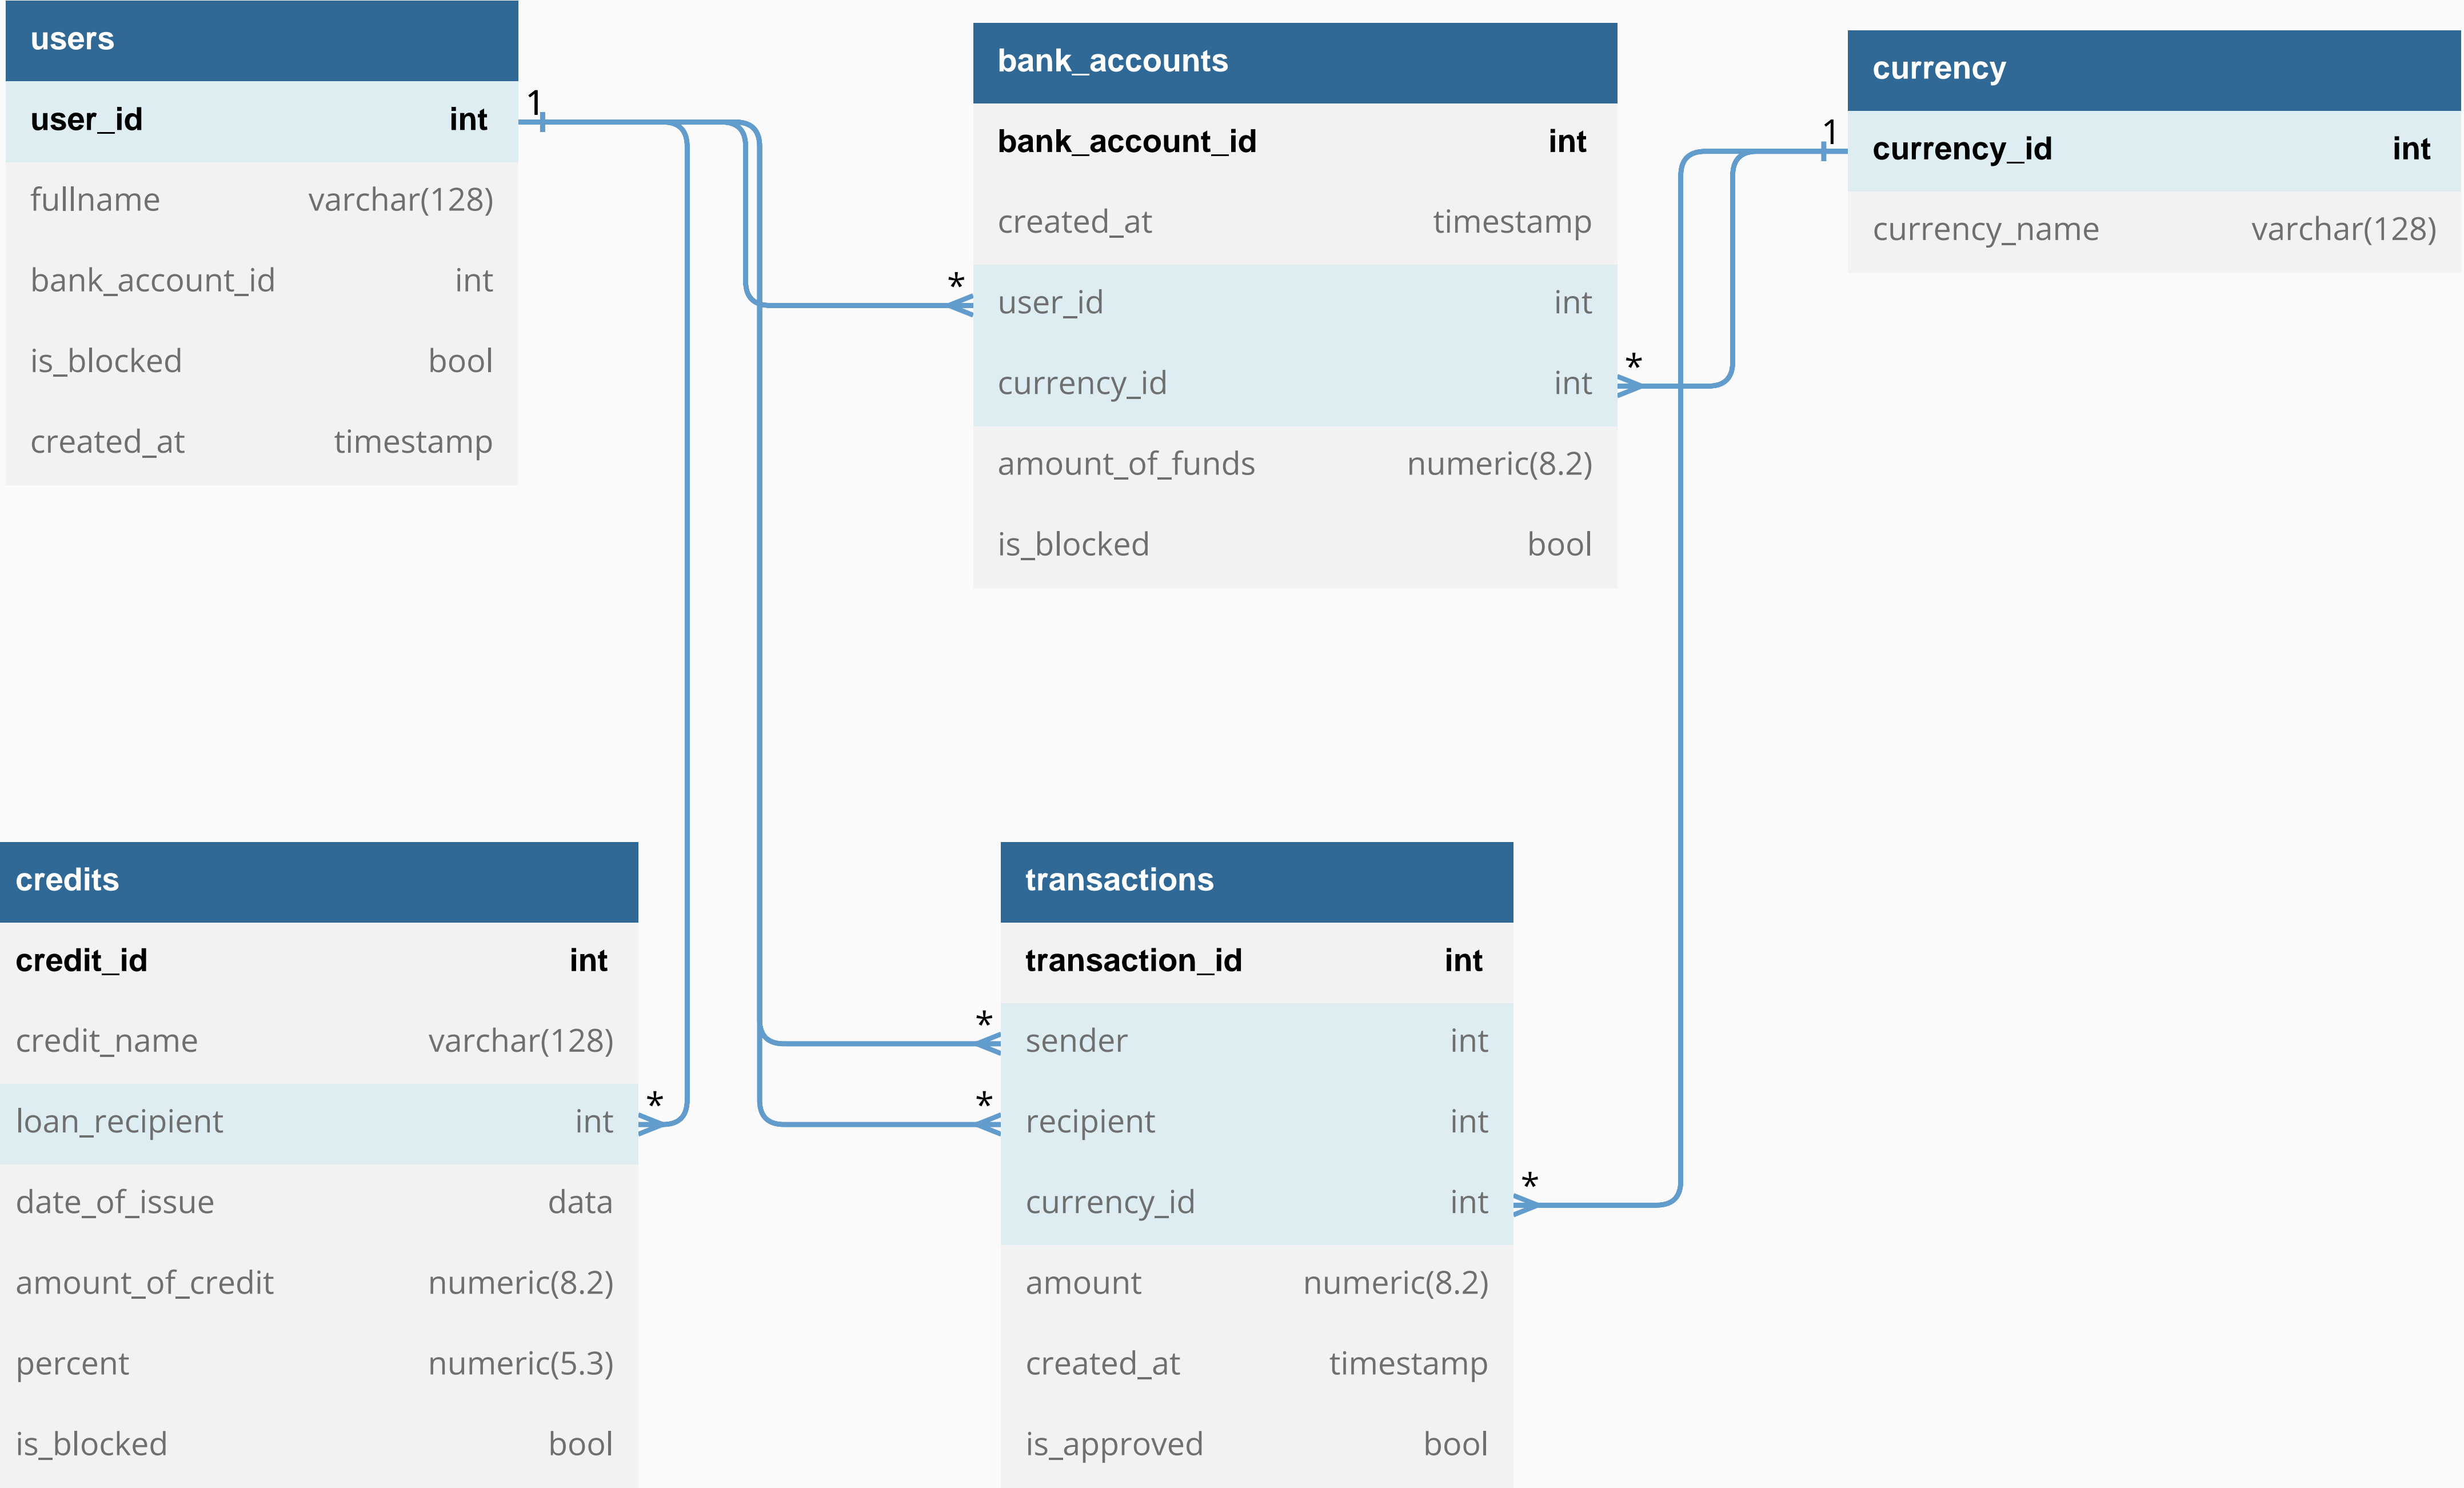 users
user_id int
fullname varchar(128)
bank_account_id int
is_blocked bool
created_at timestamp
1
*
bank_accounts
bank_account_id int
created_at timestamp
user_id int
currency_id int
amount_of_funds numeric(8.2)
is_blocked bool
*
1
currency
currency_id int
currency_name varchar(128)
credits
credit_id int
credit_name varchar(128)
loan_recipient int
date_of_issue data
amount_of_credit numeric(8.2)
percent numeric(5.3)
is_blocked bool
*
*
*
transactions
transaction_id int
sender int
recipient int
currency_id int
amount numeric(8.2)
created_at timestamp
is_approved bool
*